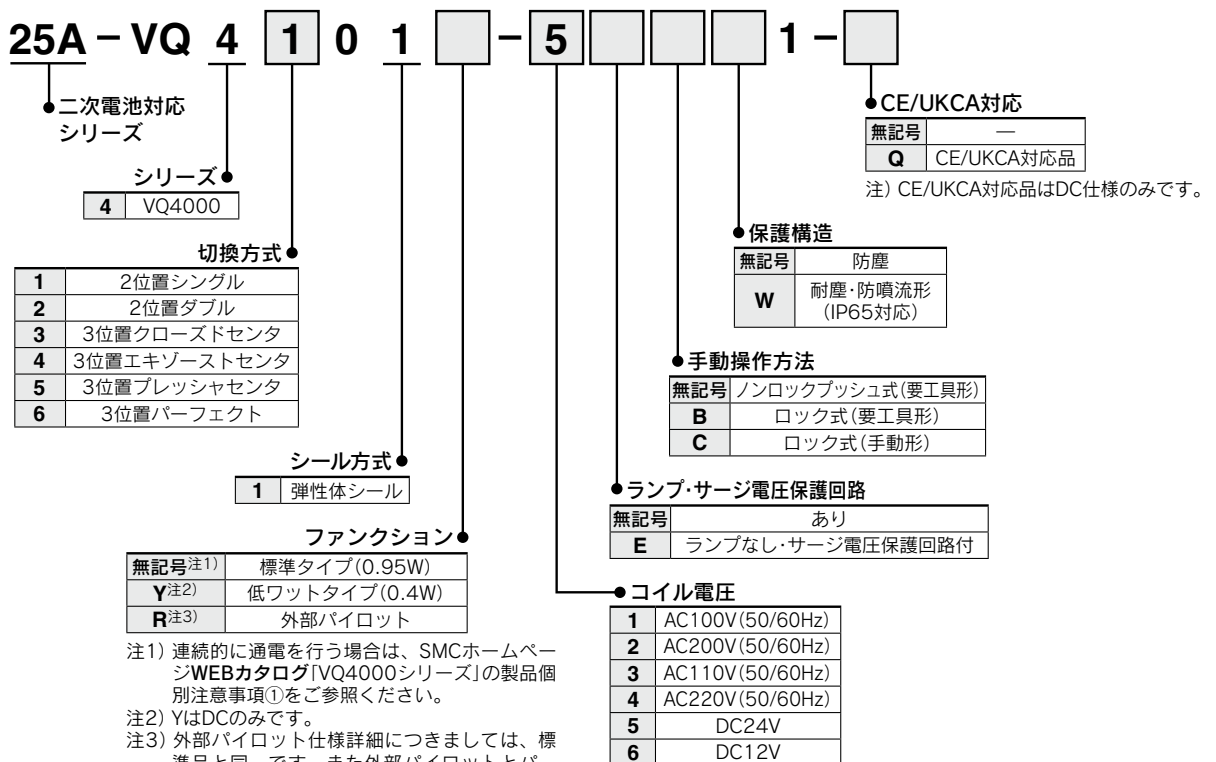 25A－VQ 4 1 0 1 －5 1－
二次電池対応
シリーズ
シリーズ
4 VQ4000
切換方式
1 2位置シングル
2 2位置ダブル
3 3位置クローズドセンタ
4 3位置エキゾーストセンタ
5 3位置プレッシャセンタ
6 3位置パーフェクト
シール方式
1 弾性体シール
ファンクション
無記号注1) 標準タイプ(0.95W)
Y注2) 低ワットタイプ(0.4W)
R注3) 外部パイロット
注1) 連続的に通電を行う場合は、SMCホームペー
ジWEBカタログ「VQ4000シリーズ」の製品個
別注意事項①をご参照ください。
注2) YはDCのみです。
注3) 外部パイロット仕様詳細につきましては、標
CE/UKCA対応
無記号 ―
Q CE/UKCA対応品
注) CE/UKCA対応品はDC仕様のみです。
保護構造
無記号 防塵
W 耐塵·防噴流形
(IP65対応)
手動操作方法
無記号 ノンロックプッシュ式(要工具形)
B ロック式(要工具形)
C ロック式(手動形)
ランプ·サージ電圧保護回路
無記号 あり
E ランプなし·サージ電圧保護回路付
コイル電圧
1 AC100V(50/60Hz)
2 AC200V(50/60Hz)
3 AC110V(50/60Hz)
4 AC220V(50/60Hz)
5 DC24V
6 DC12V